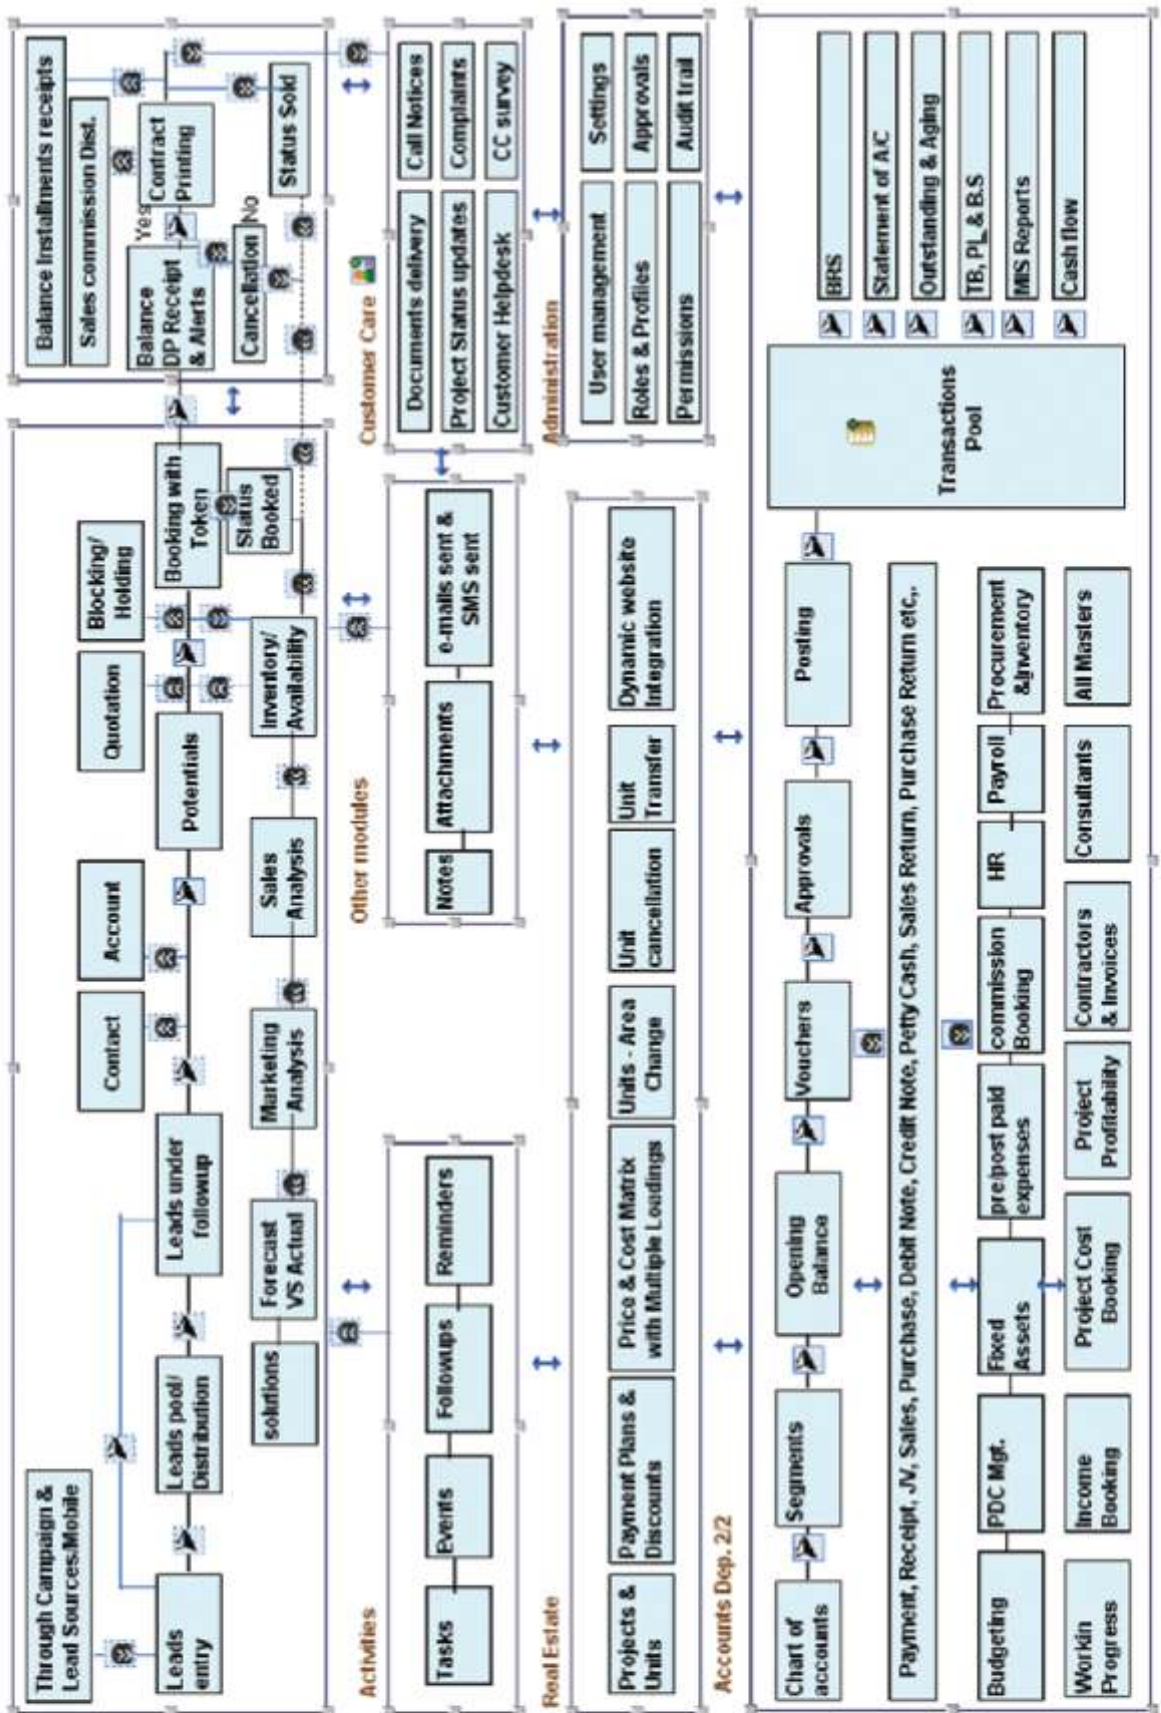 Through Campaign &
Lead Sources/Mobile
Leads
entry
Leads pool/
Distribution
Leads under
followup
Contact
Account
Potentials
Quotation
Blocking/
Holding
Booking with
Token
Status
Booked
solutions
Forecast
VS Actual
Marketing
Analysis
Sales
Analysis
Inventory/
Availability
Balance Installments receipts
Sales commission Dist.
Balance
DP Receipt
& Alerts
Yes
Contract
Printing
Cancellation
No
Status Sold
Activities
Tasks
Events
Followups
Reminders
Other modules
Notes
Attachments
e-mails sent &
SMS sent
Customer Care
Documents delivery
Call Notices
Project Status updates
Complaints
Customer Helpdesk
CC survey
Real Estate
Projects &
Units
Payment Plans &
Discounts
Price & Cost Matrix
with Multiple Loadings
Units - Area
Change
Unit
cancellation
Unit
Transfer
Dynamic website
Integration
Administration
User management
Settings
Roles & Profiles
Approvals
Permissions
Audit trail
Accounts Dep. 2/2
Chart of
accounts
Segments
Opening
Balance
Vouchers
Approvals
Posting
Transactions
Pool
BRS
Statement of AC
Outstanding & Aging
TB, PL & B.S
MIS Reports
Cash flow
Payment, Receipt, JV, Sales, Purchase, Debit Note, Credit Note, Petty Cash, Sales Return, Purchase Return etc,.
Budgeting
PDC Mgt.
Fixed
Assets
pre/post paid
expenses
commission
Booking
HR
Payroll
Procurement
&Inventory
Workin
Progress
Income
Booking
Project Cost
Booking
Project
Profitability
Contractors
& Invoices
Consultants
All Masters